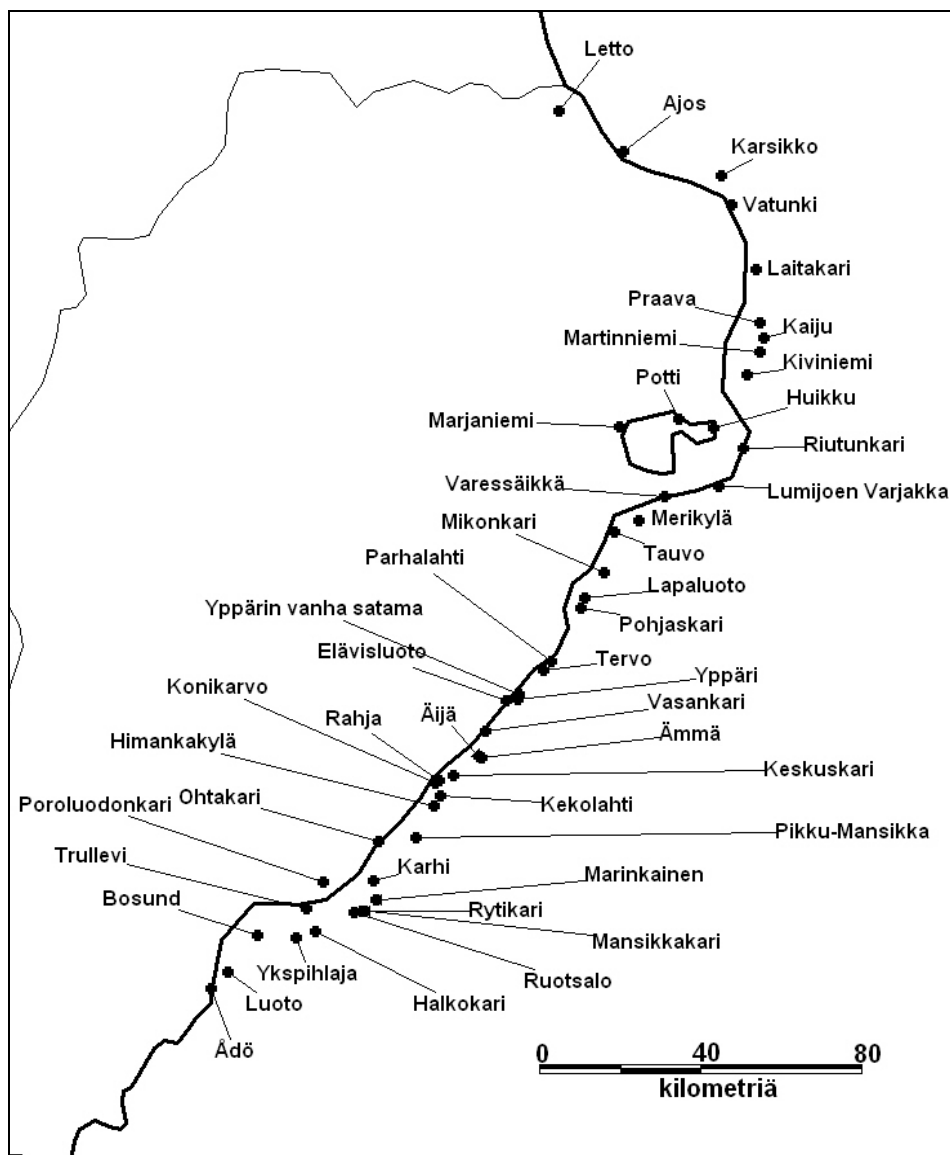 Letto
Ajos
Karsikko
Vatunki
Laitakari
Praava
Kaiju
Martinniemi
Kiviniemi
Potti
Huikku
Marjaniemi
Riutunkari
Varessäikkä
Lumijoen Varjakka
Mikonkari
Merikylä
Tauvo
Parhalahti
Lapaluoto
Yppärin vanha satama
Pohjaskari
Elävisluoto
Tervo
Yppäri
Konikarvo
Äijä
Vasankari
Rahja
Ämmä
Himankakylä
Keskuskari
Poroluodonkari
Ohtakari
Kekolahti
Pikku-Mansikka
Trullevi
Karhi
Marinkainen
Bosund
Rytikari
Mansikkakari
Ykspihlaja
Ruotsalo
Luoto
Halkokari
Ådö
0 40 80
kilometriä